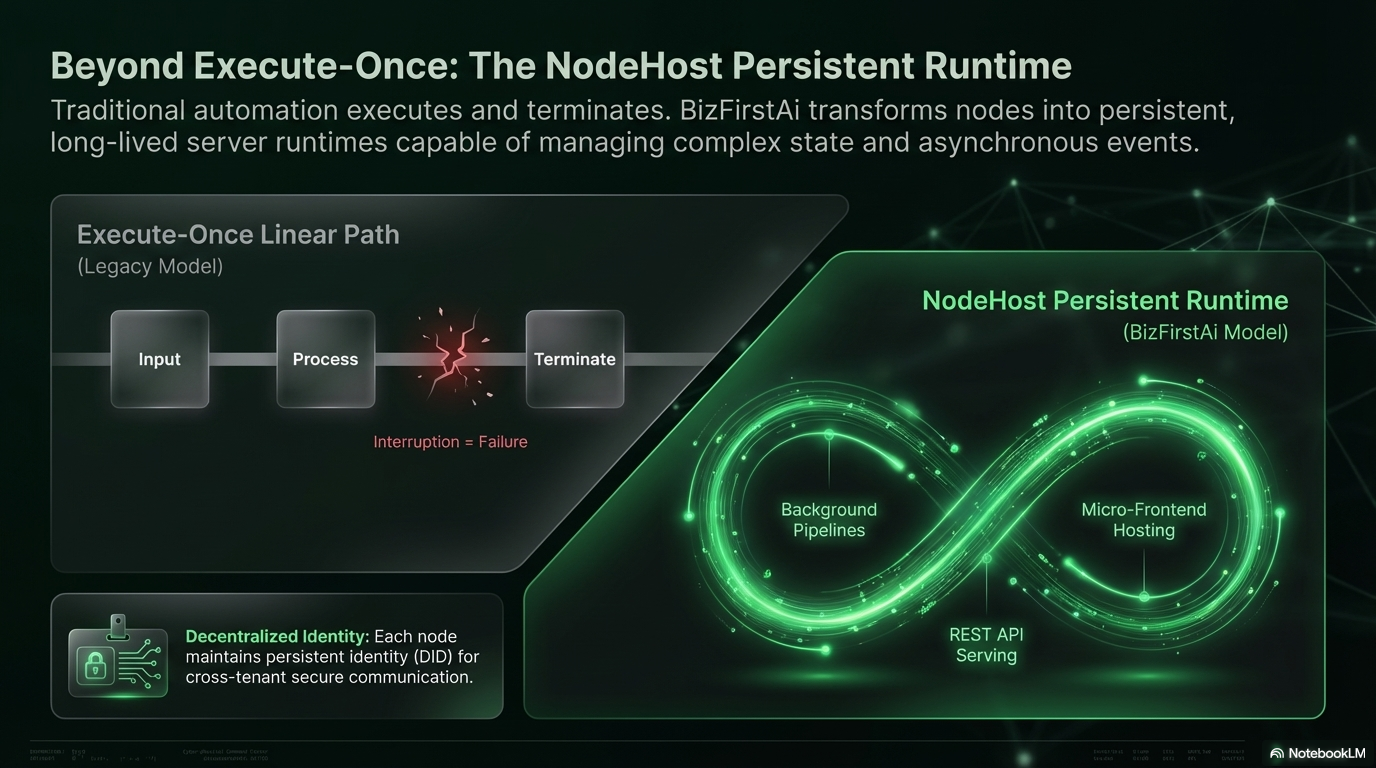 Beyond Execute-Once: The NodeHost Persistent Runtime
Traditional automation executes and terminates. BizFirstAi transforms nodes into persistent,
long-lived server runtimes capable of managing complex state and asynchronous events.
Execute-Once Linear Path
(Legacy Model)
Input
Process
Terminate
Interruption = Failure
NodeHost Persistent Runtime
(BizFirstAi Model)
Background
Pipelines
Micro-Frontend
Hosting
REST API
Serving
Decentralized Identity: Each node
maintains persistent identity (DID) for
cross-tenant secure communication.
NotebookLM